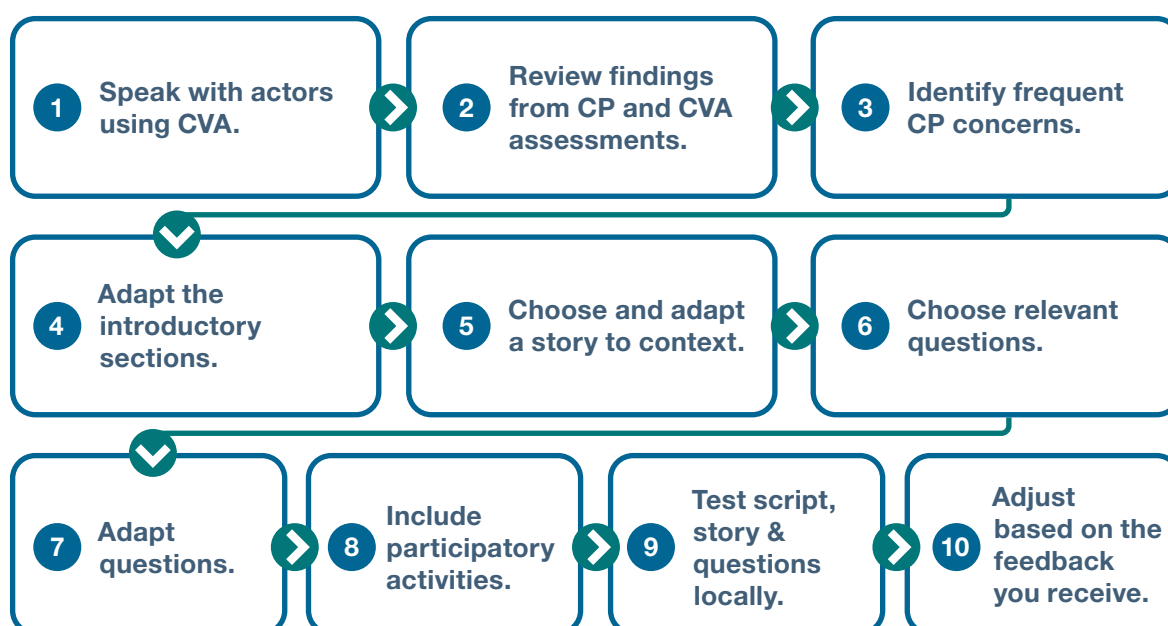 1
Speak with actors
using CVA.
2
Review findings
from CP and CVA
assessments.
3
Identify frequent
CP concerns.
4
Adapt the
introductory
sections.
5
Choose and adapt
a story to context.
6
Choose relevant
questions.
7
Adapt
questions.
8
Include
participatory
activities.
9
Test script,
story &
questions
locally.
10
Adjust
based on the
feedback
you receive.